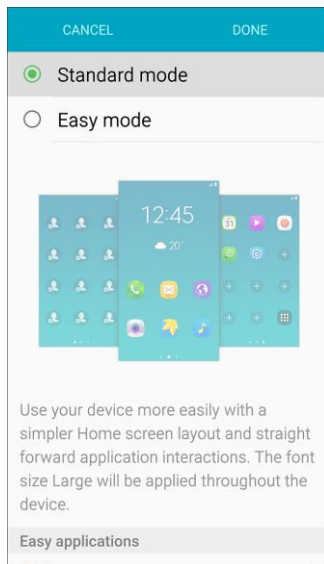 CANCEL DONE
Standard mode
Easy mode
12:45
20°
31
Use your device more easily with a
simpler Home screen layout and straight
forward application interactions. The font
size Large will be applied throughout the
device.
Easy applications